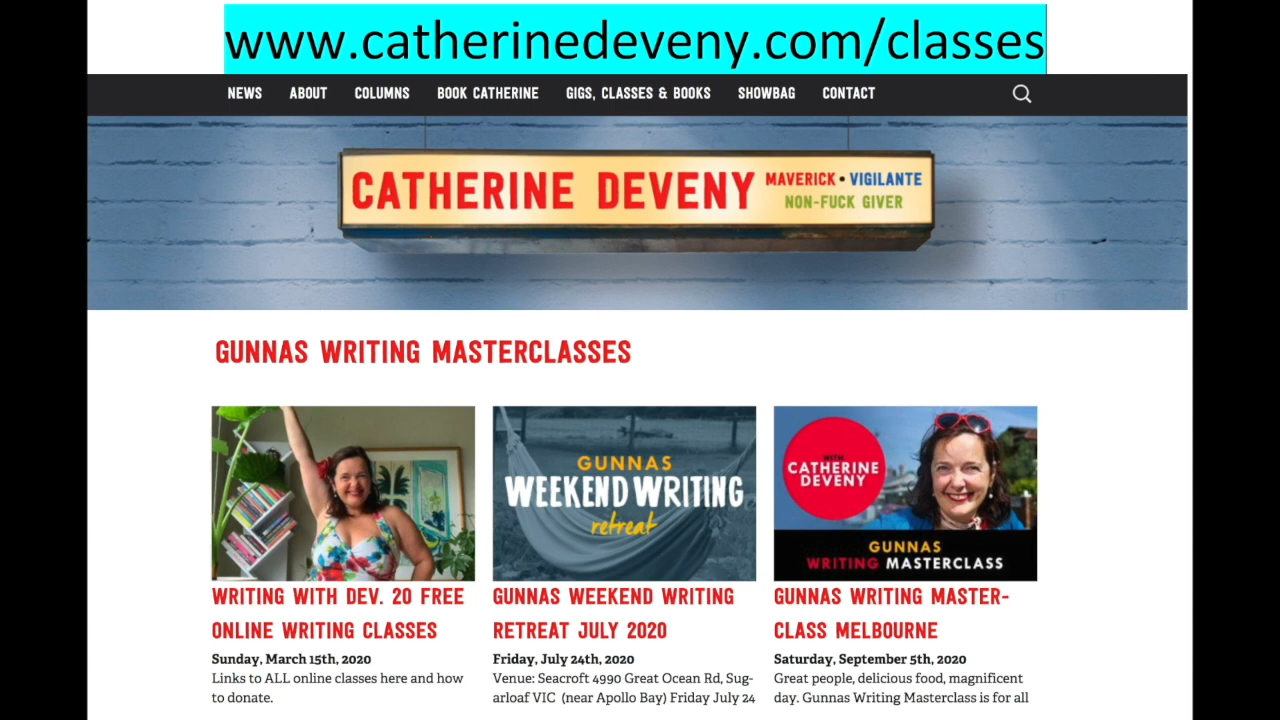 www.catherinedeveny.com/classes
NEWS ABOUT COLUMNS BOOK CATHERINE GIGS, CLASSES & BOOKS SHOWBAG CONTACT
CATHERINE DEVENY MAVERICK • VIGILANTE
NON-FUCK GIVER
GUNNAS WRITING MASTERCLASSES
GUNNAS
WEEKEND WRITING
retreat
WITH
CATHERINE
DEVENY
GUNNAS
WRITING MASTERCLASS
WRITING WITH DEV. 20 FREE
ONLINE WRITING CLASSES
Sunday, March 15th, 2020
Links to ALL online classes here and how
to donate.
GUNNAS WEEKEND WRITING
RETREAT JULY 2020
Friday, July 24th, 2020
Venue: Seacroft 4990 Great Ocean Rd, Sug-
arloaf VIC (near Apollo Bay) Friday July 24
GUNNAS WRITING MASTER-
CLASS MELBOURNE
Saturday, September 5th, 2020
Great people, delicious food, magnificent
day. Gunnas Writing Masterclass is for all